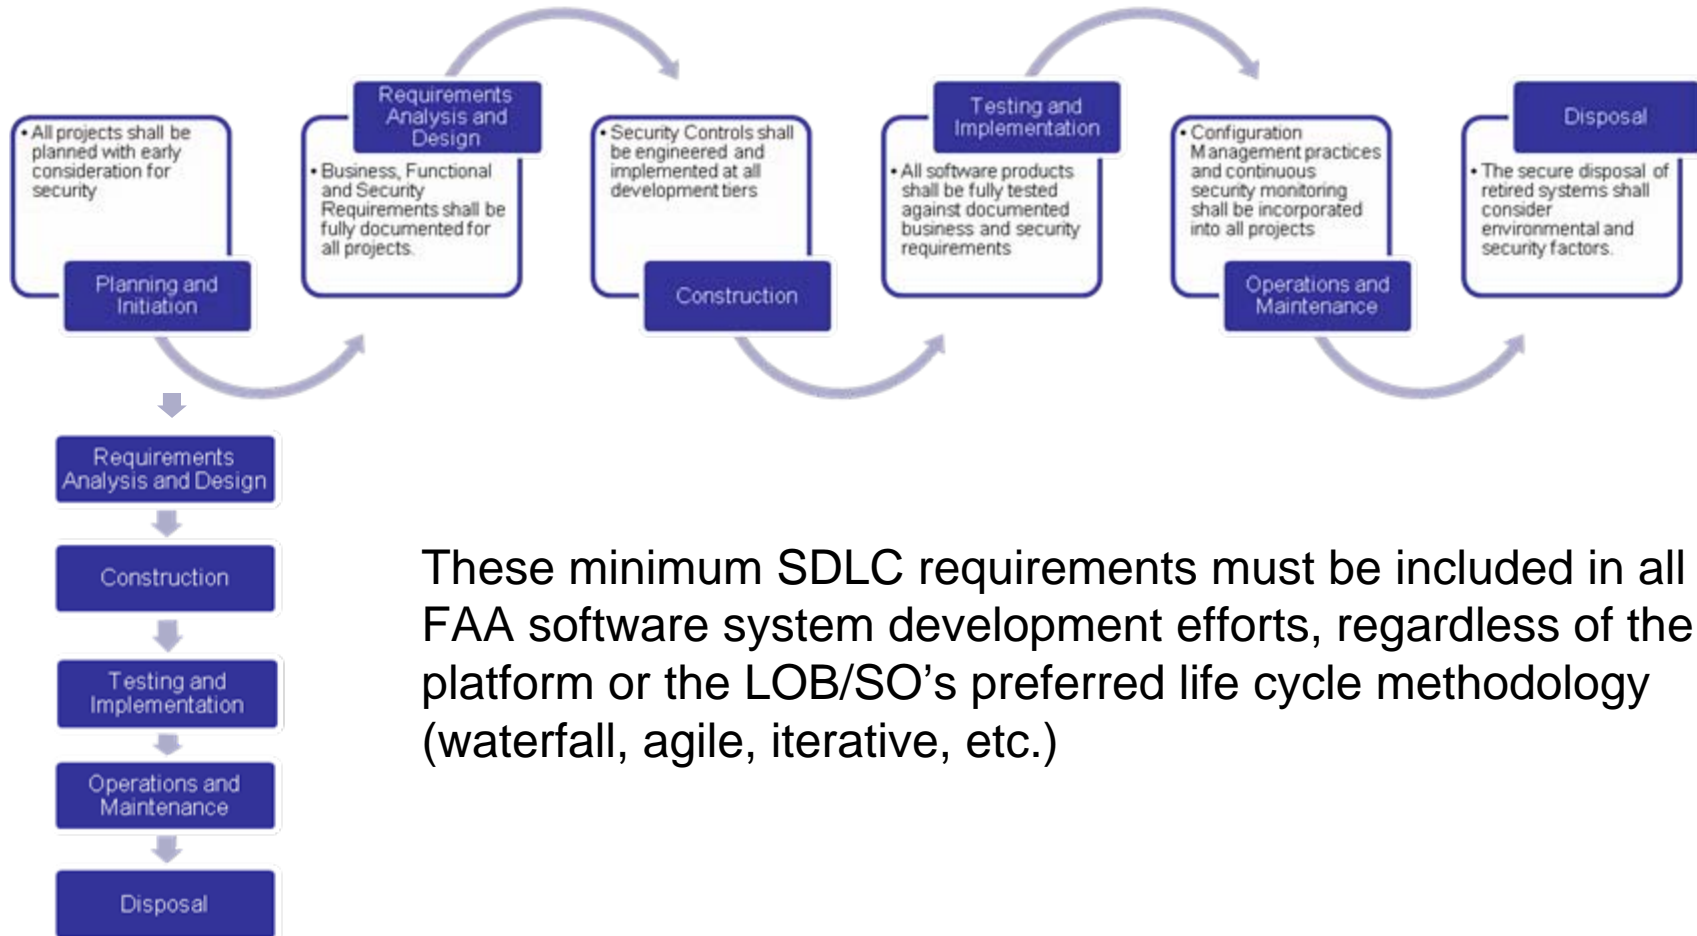 • All projects shall be
planned with early
consideration for
security
Planning and
Initiation
Requirements
Analysis and
Design
• Business, Functional
and Security
Requirements shall be
fully documented for
all projects.
• Security Controls shall
be engineered and
implemented at all
development tiers
Construction
Testing and
Implementation
• All software products
shall be fully tested
against documented
business and security
requirements
• Configuration
Management practices
and continuous
security monitoring
shall be incorporated
into all projects
Operations and
Maintenance
Disposal
• The secure disposal of
retired systems shall
consider
environmental and
security factors.
Requirements
Analysis and Design
Construction
Testing and
Implementation
Operations and
Maintenance
Disposal
These minimum SDLC requirements must be included in all
FAA software system development efforts, regardless of the
platform or the LOB/SO’s preferred life cycle methodology
(waterfall, agile, iterative, etc.)